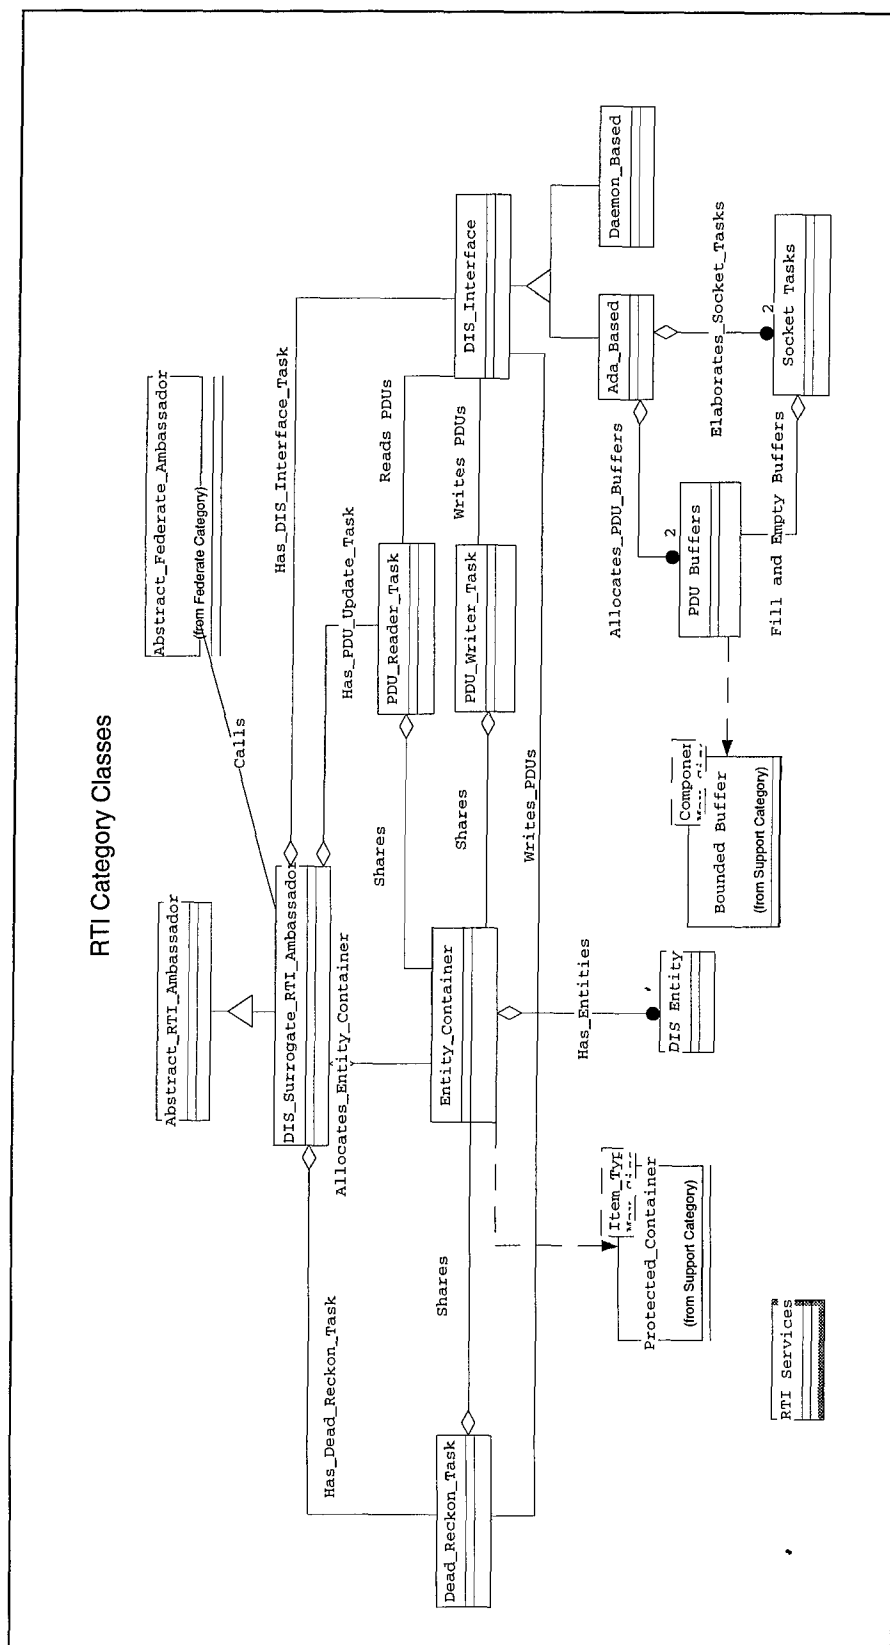 RTI Category Classes
Abstract_RTI_Ambassador
Abstract_Federate_Ambassador
(from Federate Category)
Calls
DIS_Surrogate_RTI_Ambassador
Has_Dead_Reckon_Task
Allocates_Entity_Container
Has_PDU_Update_Task
Has_DIS_Interface_Task
Shares
Reads PDUs
PDU_Reader_Task
Dead_Reckon_Task
Shares
Entity_Container
Shares
PDU_Writer_Task
Writes PDUs
DIS_Interface
Writes_PDUs
Has_Entities
Item_Typ
Protected_Container
(from Support Category)
DIS Entity
Componer
Bounded Buffer
(from Support Category)
Allocates_PDU_Buffers
Ada_Based
Daemon_Based
2
PDU Buffers
Elaborates_Socket_Tasks
Fill and Empty Buffers
2
Socket Tasks
RTI Services